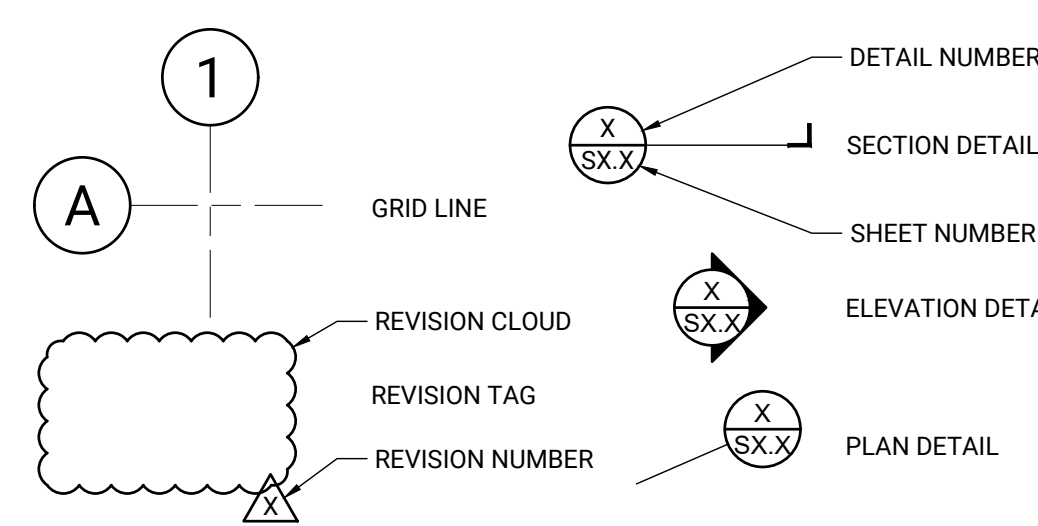 1
A
GRID LINE
REVISION CLOUD
REVISION TAG
REVISION NUMBER
X
DETAIL NUMBER
X
SX.X
SECTION DETAIL
SHEET NUMBER
X
SX.X
ELEVATION
X
SX.X
PLAN DETAIL